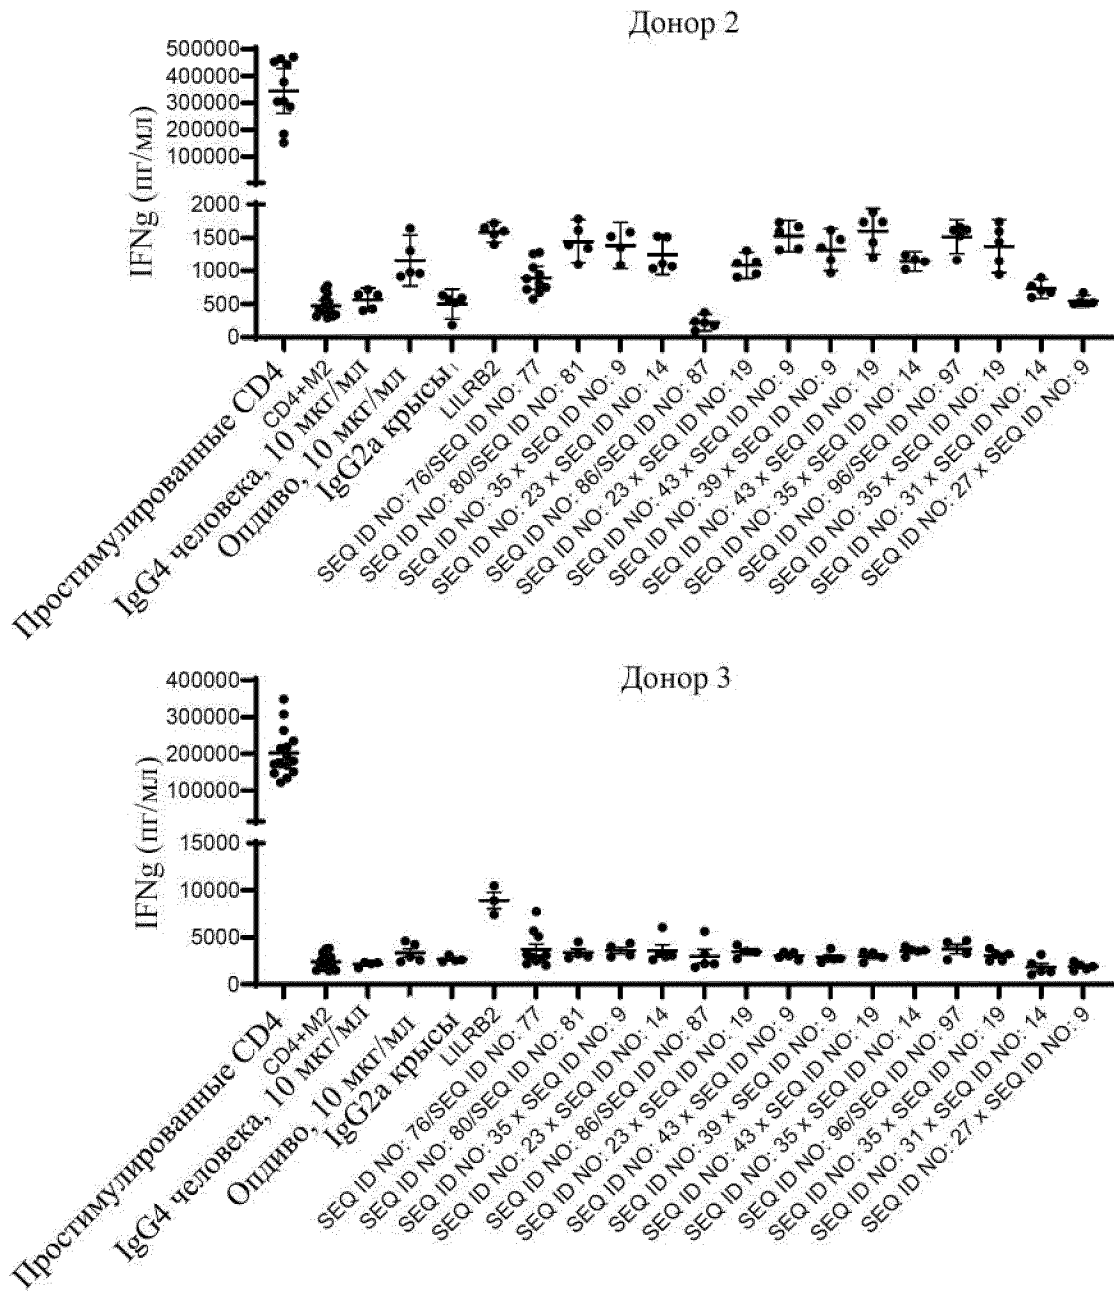 Донор 2
IFNg (пг/мл)
500000
400000
300000
200000
100000
2000
1500
1000
500
0
Простимулированные CD4
CD4+M2
IgG4 человека, 10 мкг/мл
Опдиво, 10 мкг/мл
IgG2a крысы
LILRB2
SEQ ID NO: 76/SEQ ID NO: 77
SEQ ID NO: 80/SEQ ID NO: 81
SEQ ID NO: 35 x SEQ ID NO: 9
SEQ ID NO: 23 x SEQ ID NO: 14
SEQ ID NO: 86/SEQ ID NO: 87
SEQ ID NO: 23 x SEQ ID NO: 19
SEQ ID NO: 43 x SEQ ID NO: 9
SEQ ID NO: 39 x SEQ ID NO: 9
SEQ ID NO: 43 x SEQ ID NO: 19
SEQ ID NO: 35 x SEQ ID NO: 14
SEQ ID NO: 96/SEQ ID NO: 97
SEQ ID NO: 35 x SEQ ID NO: 19
SEQ ID NO: 31 x SEQ ID NO: 14
SEQ ID NO: 27 x SEQ ID NO: 9
Донор 3
IFNg (пг/мл)
400000
300000
200000
100000
15000
10000
5000
0
Простимулированные CD4
CD4+M2
IgG4 человека, 10 мкг/мл
Опдиво, 10 мкг/мл
IgG2a крысы
LILRB2
SEQ ID NO: 76/SEQ ID NO: 77
SEQ ID NO: 80/SEQ ID NO: 81
SEQ ID NO: 35 x SEQ ID NO: 9
SEQ ID NO: 23 x SEQ ID NO: 14
SEQ ID NO: 86/SEQ ID NO: 87
SEQ ID NO: 23 x SEQ ID NO: 19
SEQ ID NO: 43 x SEQ ID NO: 9
SEQ ID NO: 39 x SEQ ID NO: 9
SEQ ID NO: 43 x SEQ ID NO: 19
SEQ ID NO: 35 x SEQ ID NO: 14
SEQ ID NO: 96/SEQ ID NO: 97
SEQ ID NO: 35 x SEQ ID NO: 19
SEQ ID NO: 31 x SEQ ID NO: 14
SEQ ID NO: 27 x SEQ ID NO: 9